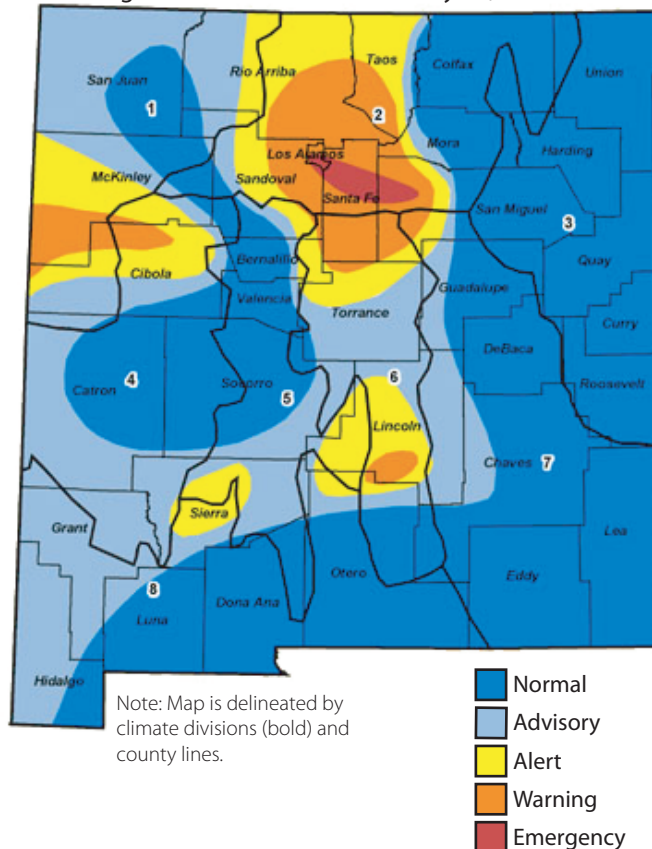 San Juan
Rio Arriba
Taos
Colfax
Union
1
2
Los Alamos
Mora
Harding
McKinley
Sandoval
Santa Fe
San Miguel
3
Bernalillo
Quay
Cibola
Valencia
Torrance
Guadalupe
Curry
4
Catron
Socorro
5
6
DeBaca
Roosevelt
Lincoln
Chaves
7
Grant
Sierra
Lea
8
Luna
Dona Ana
Otero
Eddy
Hidalgo
Note: Map is delineated by
climate divisions (bold) and
county lines.
Normal
Advisory
Alert
Warning
Emergency